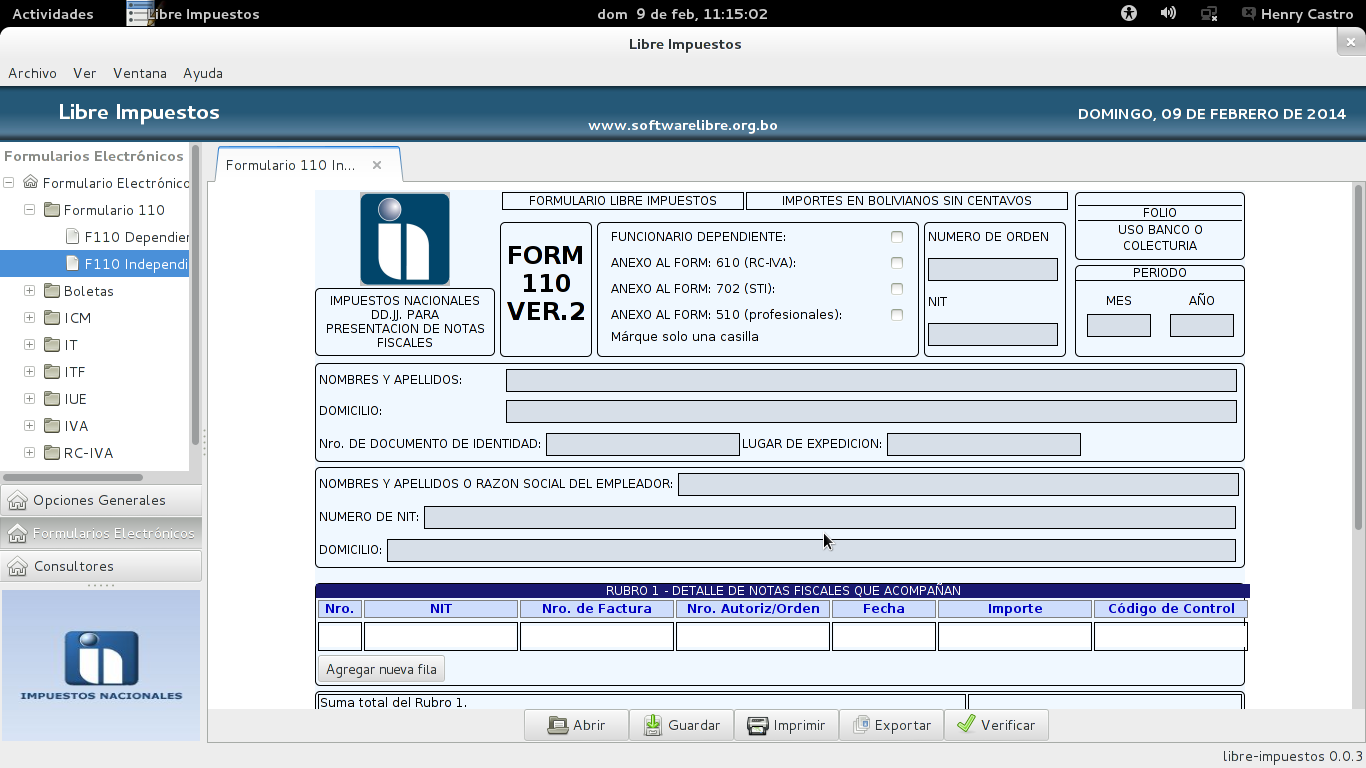 Actividades Libre Impuestos dom 9 de feb, 11:15:02 Henry Castro
Libre Impuestos
Archivo Ver Ventana Ayuda
Libre Impuestos
www.softwarelibre.org.bo
DOMINGO, 09 DE FEBRERO DE 2014
Formularios Electrónicos
Formulario Electrónico
Formulario 110
F110 Dependien
F110 Independi
Boletas
ICM
IT
ITF
IUE
IVA
RC-IVA
Opciones Generales
Formularios Electrónicos
Consultores
IMPUESTOS NACIONALES
Formulario 110 In...
IMPUESTOS NACIONALES
DD.JJ. PARA
PRESENTACION DE NOTAS
FISCALES
FORMULARIO LIBRE IMPUESTOS
IMPORTES EN BOLIVIANOS SIN CENTAVOS
FORM
110
VER.2
FUNCIONARIO DEPENDIENTE:
ANEXO AL FORM: 610 (RC-IVA):
ANEXO AL FORM: 702 (STI):
ANEXO AL FORM: 510 (profesionales):
Márque solo una casilla
NUMERO DE ORDEN
NIT
FOLIO
USO BANCO O
COLECTURIA
PERIODO
MES AÑO
NOMBRES Y APELLIDOS:
DOMICILIO:
Nro. DE DOCUMENTO DE IDENTIDAD: LUGAR DE EXPEDICION:
NOMBRES Y APELLIDOS O RAZON SOCIAL DEL EMPLEADOR:
NUMERO DE NIT:
DOMICILIO:
RUBRO 1 - DETALLE DE NOTAS FISCALES QUE ACOMPAÑAN
Nro. NIT Nro. de Factura Nro. Autoriz/Orden Fecha Importe Código de Control
Agregar nueva fila
Suma total del Rubro 1.
Abrir Guardar Imprimir Exportar Verificar
libre-impuestos 0.0.3